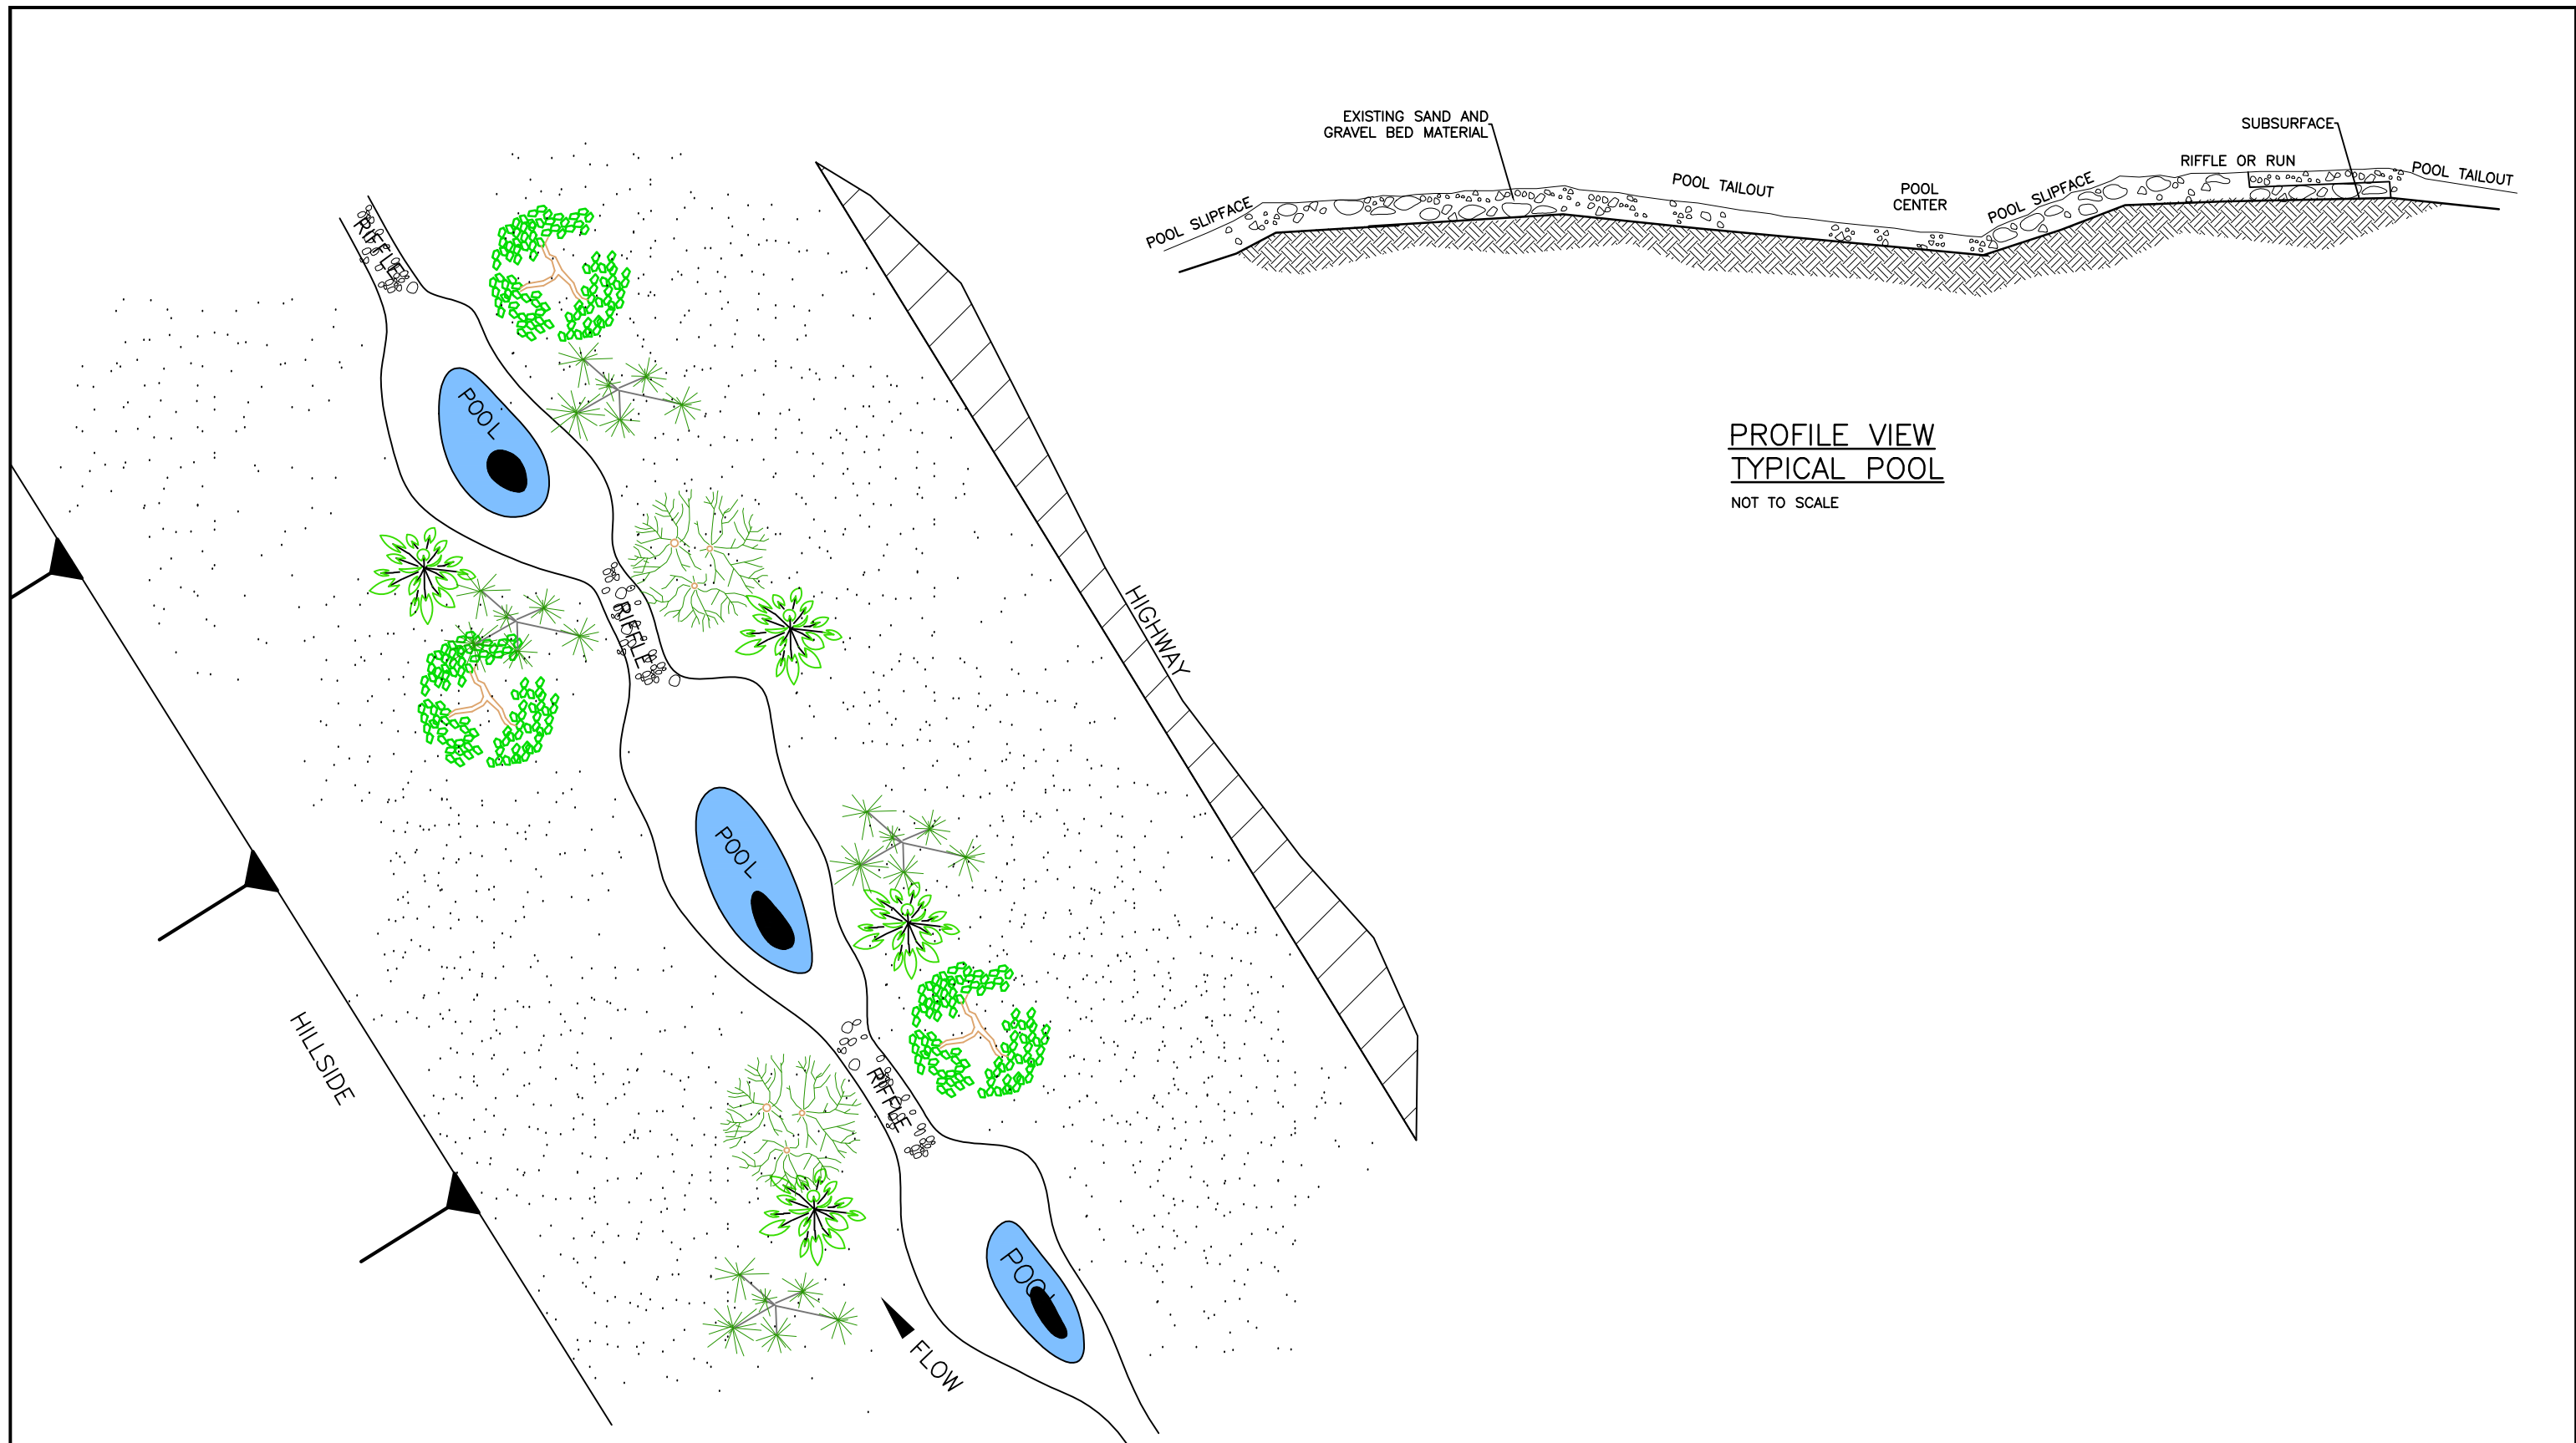 EXISTING SAND AND
GRAVEL BED MATERIAL
SUBSURFACE
RIFFLE OR RUN
POOL TAILOUT
POOL TAILOUT
POOL
CENTER
POOL SLIPFACE
POOL SLIPFACE
PROFILE VIEW
TYPICAL POOL
NOT TO SCALE
RIFFLE
POOL
RIFFLE
HIGHWAY
POOL
HILLSIDE
RIFFLE
POOL
FLOW